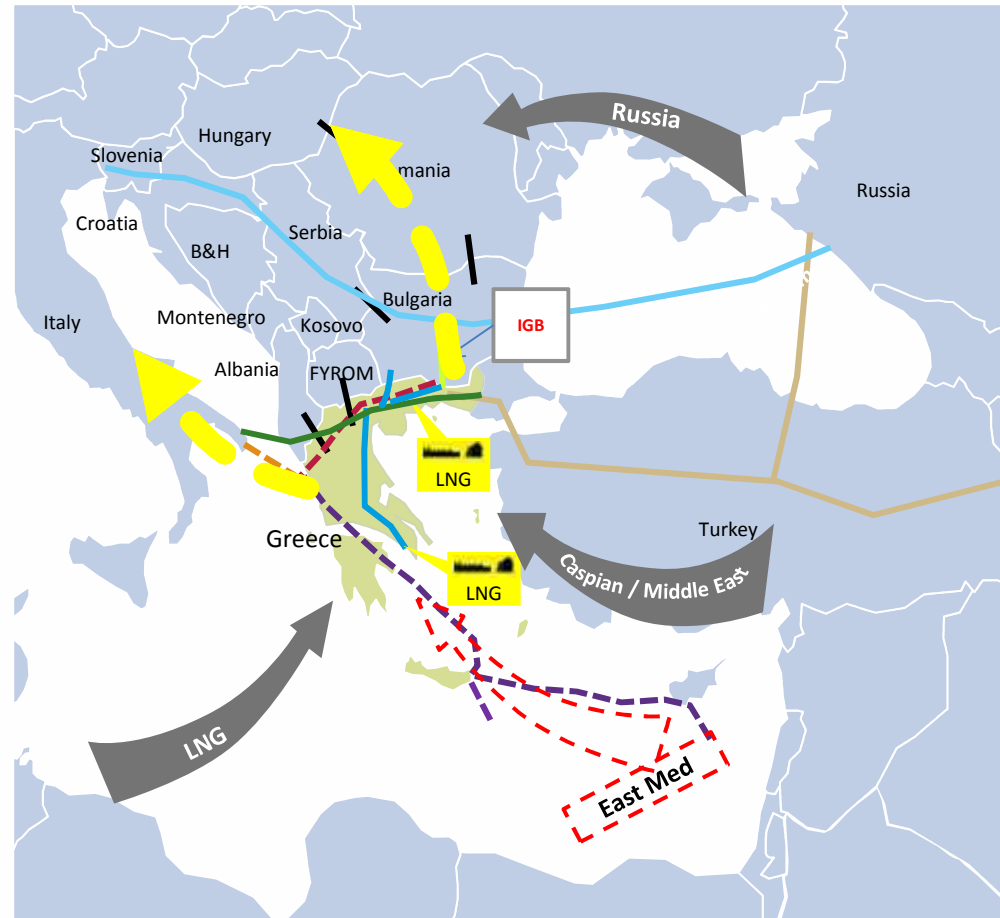 Russia
Hungary
Slovenia
mania
Russia
Croatia
Serbia
B&H
Bulgaria
Montenegro
Kosovo
IGB
Italy
Albania
FYROM
LNG
Turkey
Greece
Caspian / Middle East
LNG
LNG
East Med